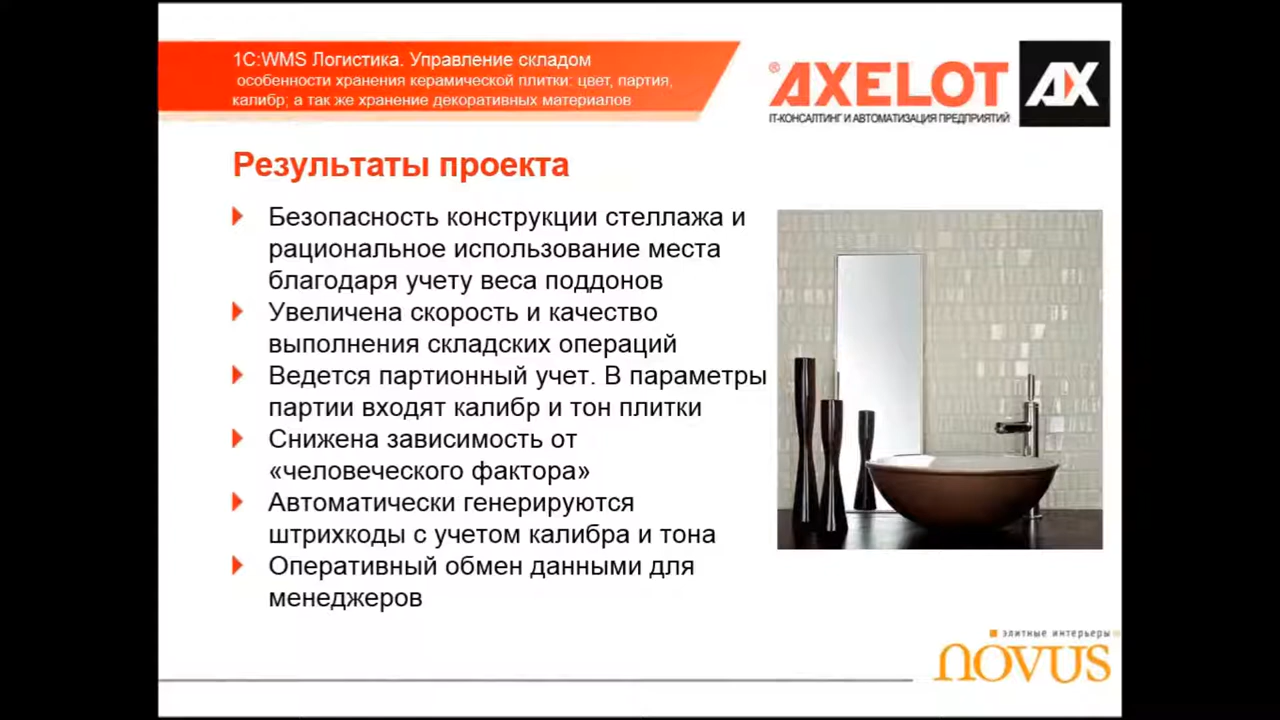 1С:WMS Логистика. Управление складом
особенности хранения керамической плитки: цвет, партия,
калибр; а так же хранение декоративных материалов
®AXELOT AX
IT-КОНСАЛТИНГ И АВТОМАТИЗАЦИЯ ПРЕДПРИЯТИЙ
Результаты проекта
Безопасность конструкции стеллажа и
рациональное использование места
благодаря учету веса поддонов
Увеличена скорость и качество
выполнения складских операций
Ведется партионный учет. В параметры
партии входят калибр и тон плитки
Снижена зависимость от
«человеческого фактора»
Автоматически генерируются
штрихкоды с учетом калибра и тона
Оперативный обмен данными для
менеджеров
элитные интерьеры
NOVUS